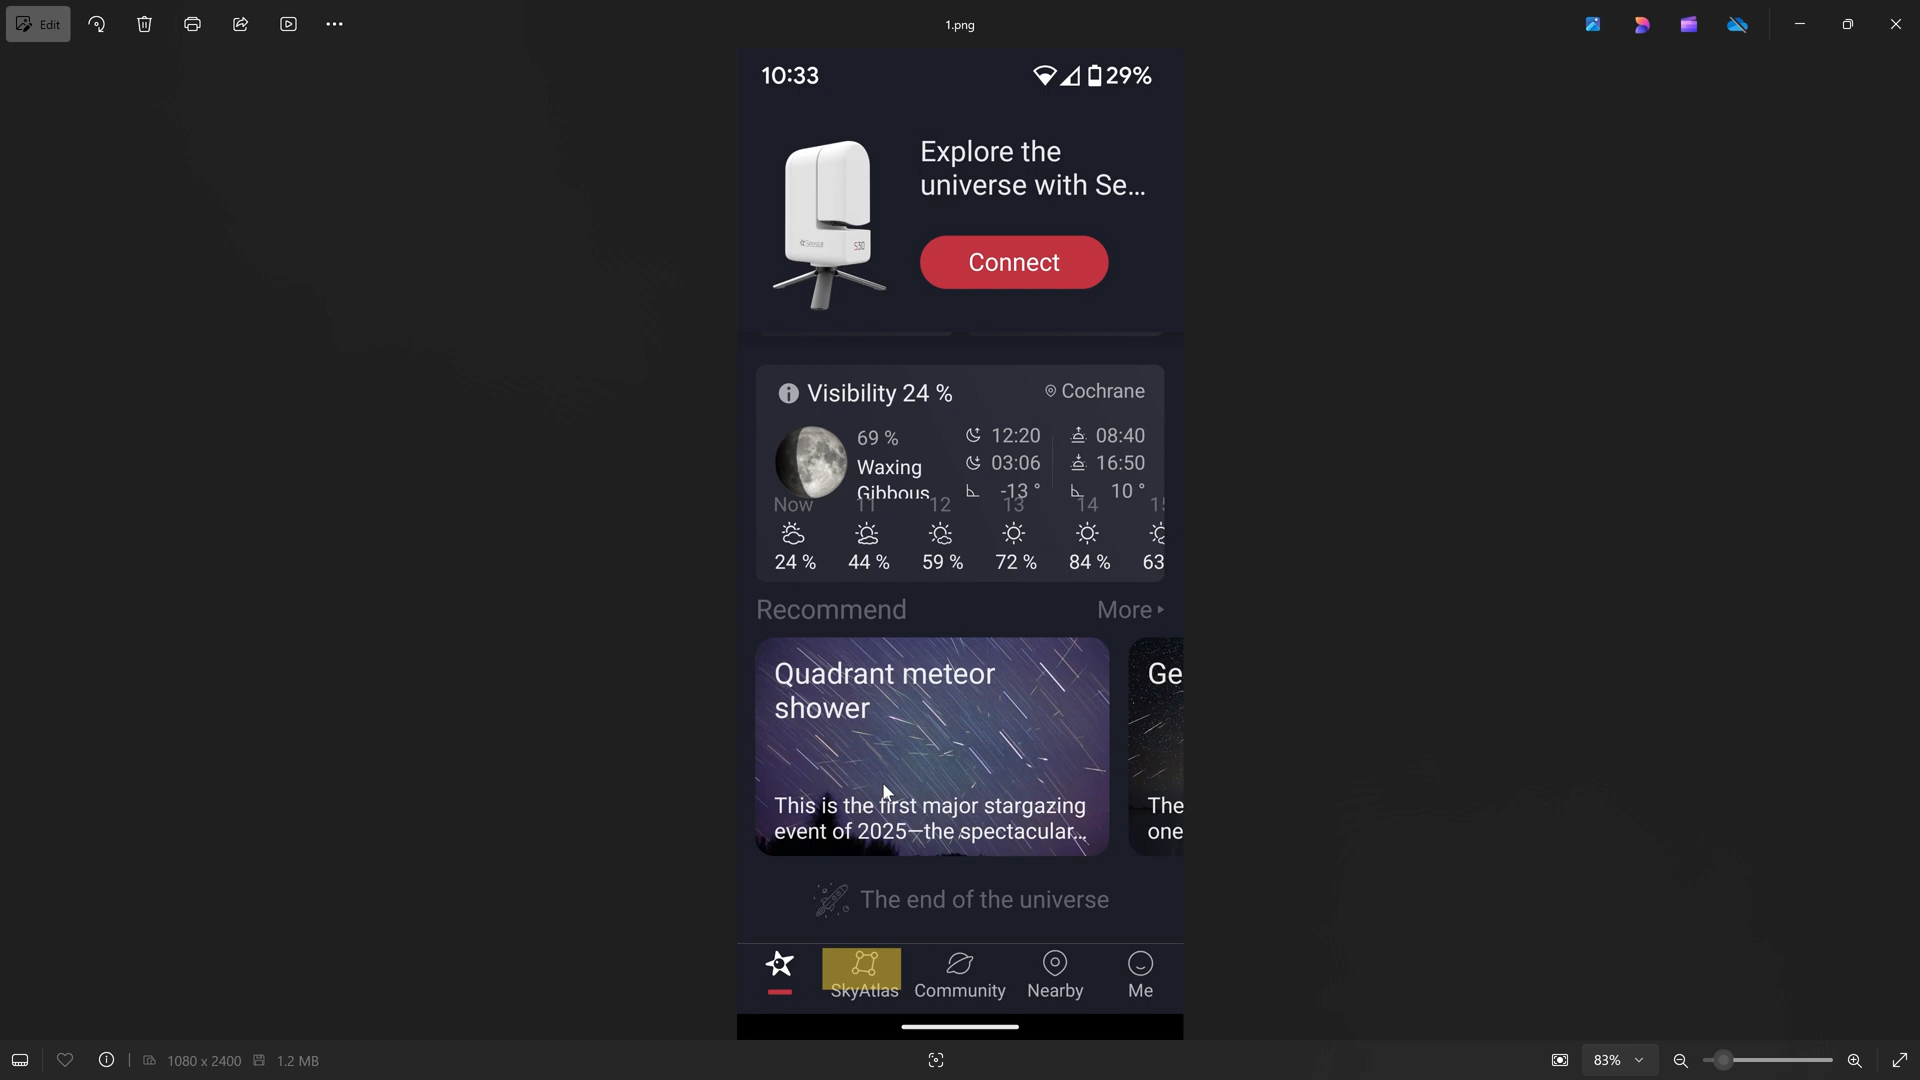 Edit
1.png
10:33
29%
Explore the
universe with Se...
Seestar S30
Connect
Visibility 24 %
Cochrane
69 %
Waxing
Gibbous
12:20
03:06
-13 °
08:40
16:50
10 °
Now 11 12 13 14 15
24 % 44 % 59 % 72 % 84 % 63
Recommend
More
Quadrant meteor
shower
This is the first major stargazing
event of 2025—the spectacular...
Ge
The
one
The end of the universe
SkyAtlas
Community
Nearby
Me
1080 x 2400
1.2 MB
83%